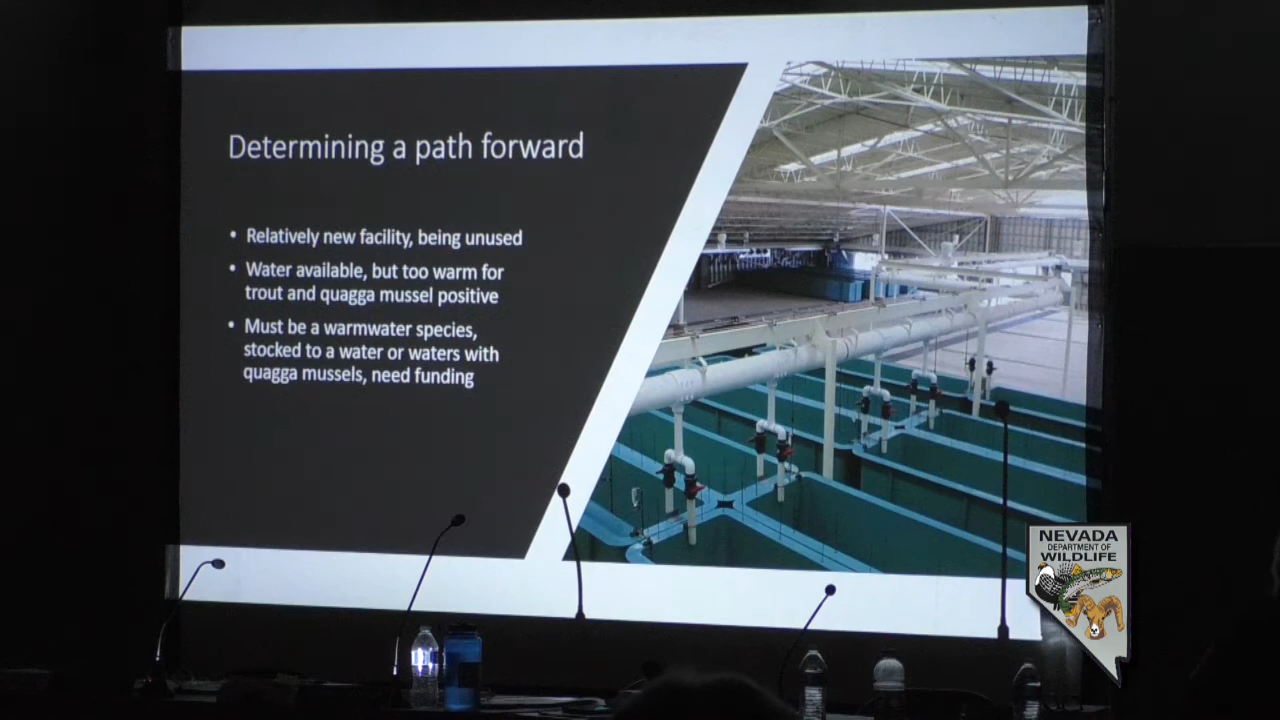 Determining a path forward
• Relatively new facility, being unused
• Water available, but too warm for
trout and quagga mussel positive
• Must be a warmwater species,
stocked to a water or waters with
quagga mussels, need funding
NEVADA
DEPARTMENT OF
WILDLIFE